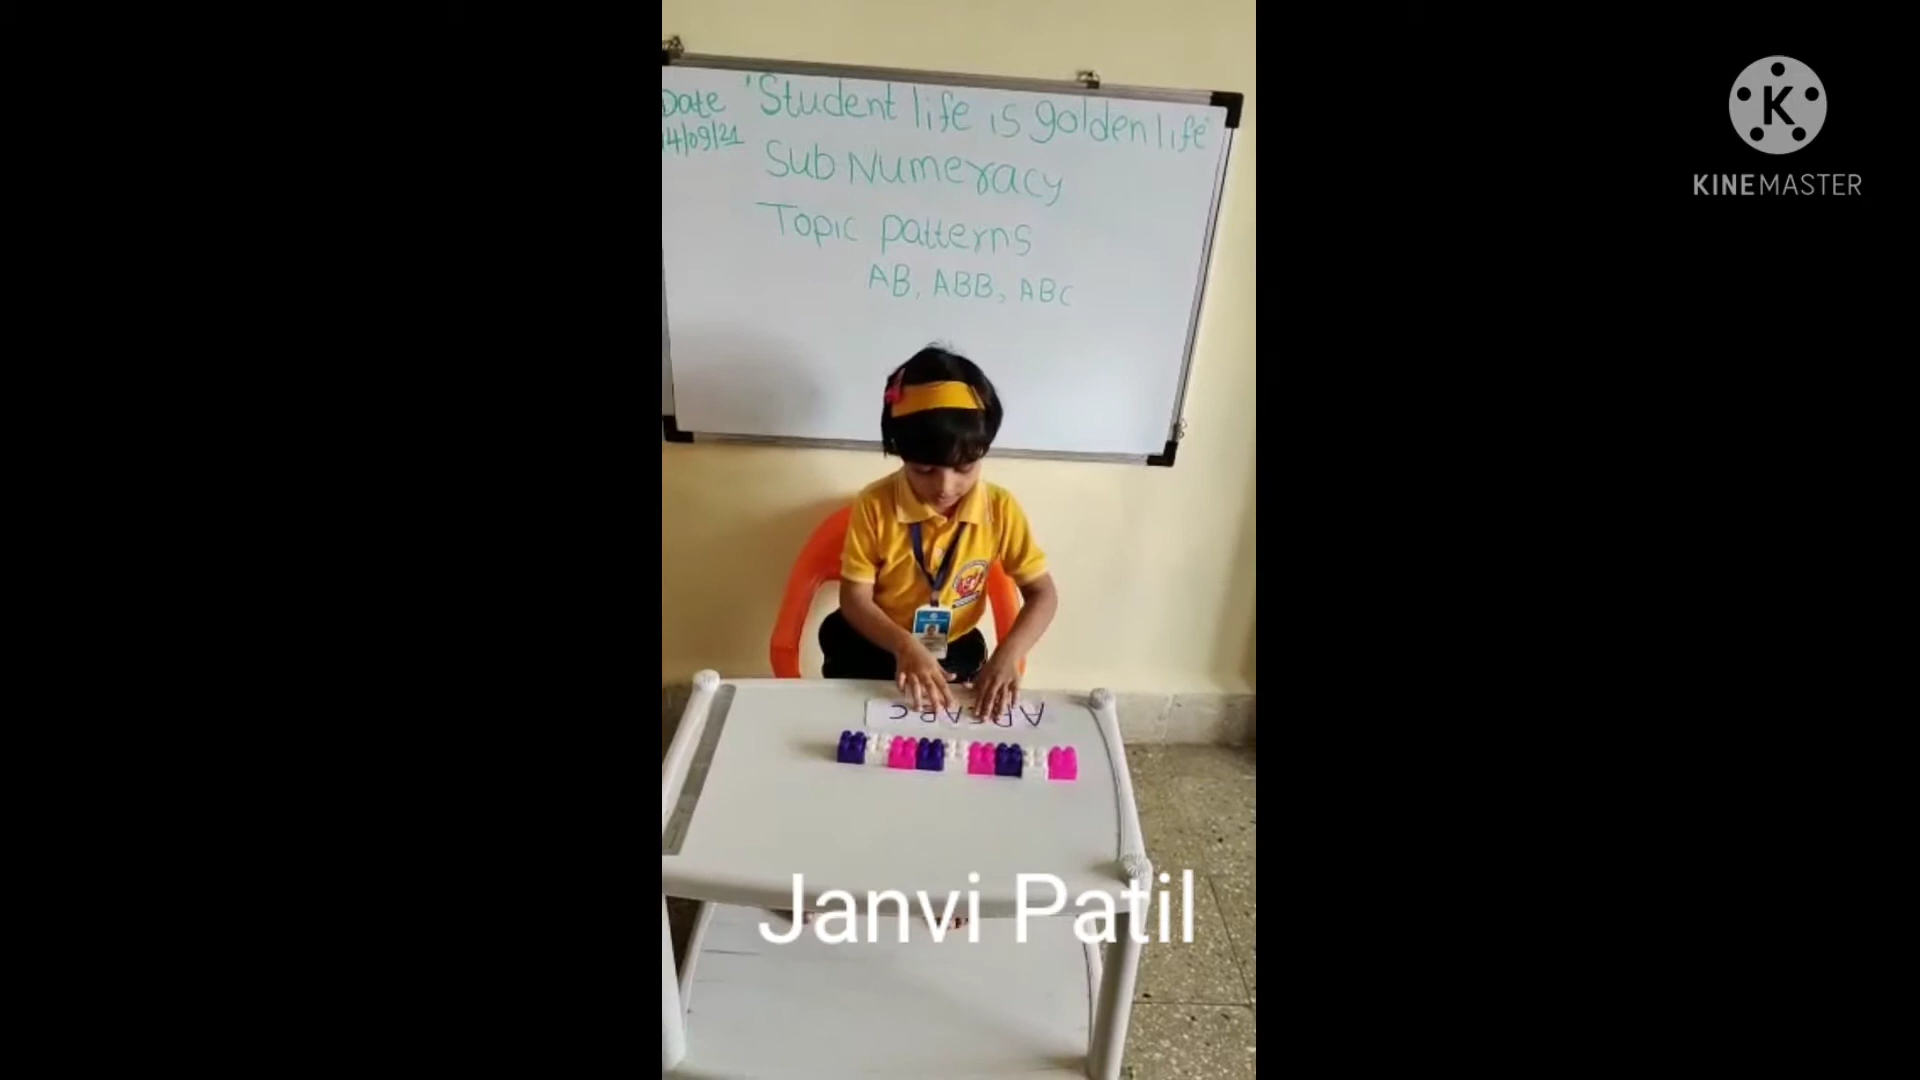 Date 'Student life is golden life'
14/09/21
Sub Numeracy
Topic patterns
AB, ABB, ABC
Janvi Patil
K
KINEMASTER